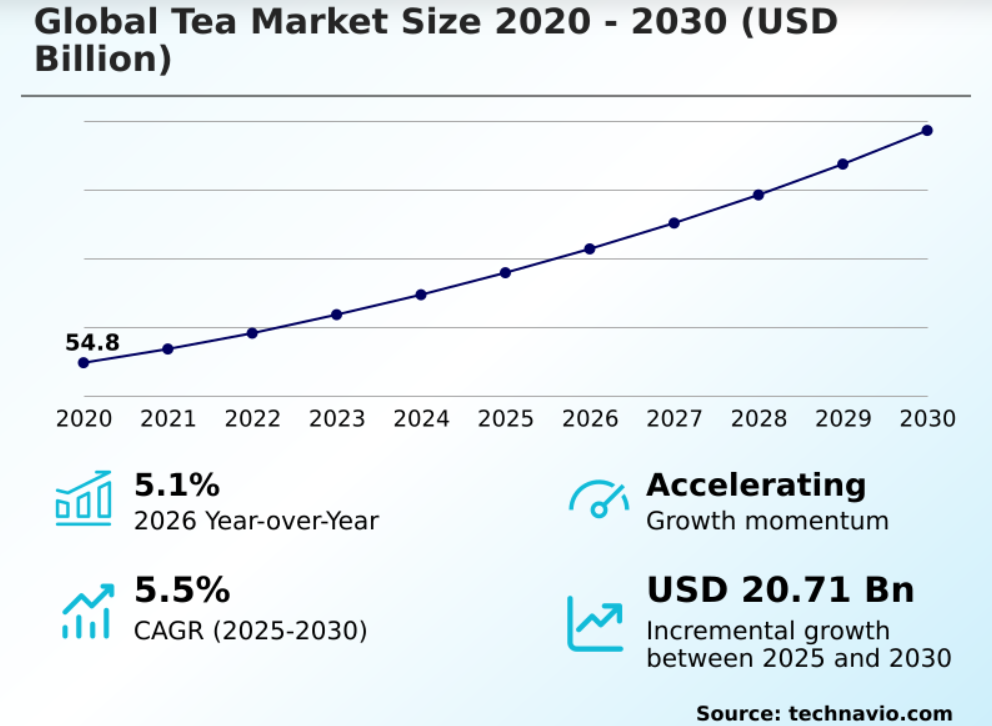 Global Tea Market Size 2020 - 2030 (USD
Billion)
54.8
2020 2021 2022 2023 2024 2025 2026 2027 2028 2029 2030
5.1%
2026 Year-over-Year
Accelerating
Growth momentum
5.5%
CAGR (2025-2030)
USD 20.71 Bn
Incremental growth
between 2025 and 2030
Source: technavio.com